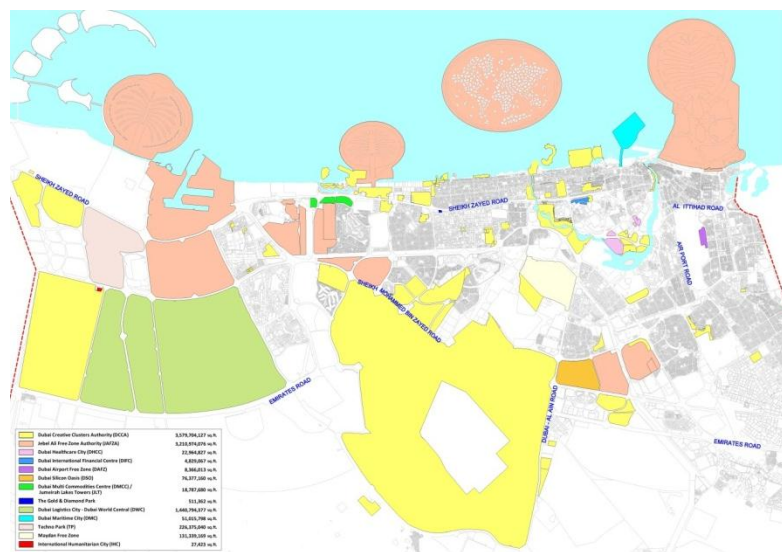 SHEIKH ZAYED ROAD
SHEIKH ZAYED ROAD
AL ITTIHAD ROAD
AIR PORT ROAD
SHEIKH MOHAMMED BIN ZAYED ROAD
EMIRATES ROAD
DUBAI - AL AIN ROAD
EMIRATES ROAD
Dubai Creative Clusters Authority (DCCA) 3,579,704,127 sq.ft.
Jebel Ali Free Zone Authority (JAFZA) 3,210,974,076 sq.ft.
Dubai Healthcare City (DHCC) 22,964,827 sq.ft.
Dubai International Financial Centre (DIFC) 4,829,067 sq.ft.
Dubai Airport Free Zone (DAFZ) 8,366,013 sq.ft.
Dubai Silicon Oasis (DSO) 76,377,160 sq.ft.
Dubai Multi Commodities Centre (DMCC) /
Jumeirah Lakes Towers (JLT) 18,787,680 sq.ft.
The Gold & Diamond Park 511,362 sq.ft.
Dubai Logistics City - Dubai World Central (DWC) 1,440,794,377 sq.ft.
Dubai Maritime City (DMC) 51,015,798 sq.ft.
Techno Park (TP) 226,375,040 sq.ft.
Maydan Free Zone 131,339,169 sq.ft.
International Humanitarian City (IHC) 27,423 sq.ft.